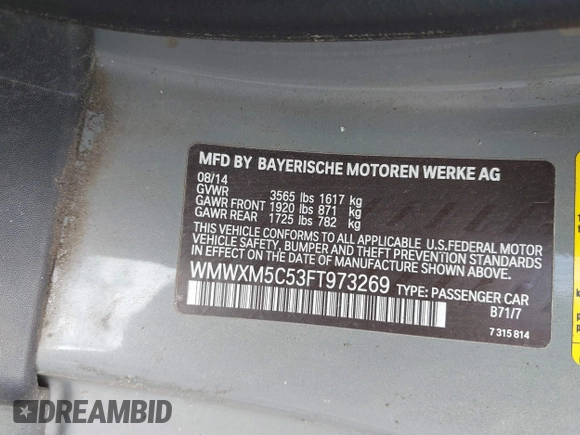 MFD BY BAYERISCHE MOTOREN WERKE AG
08/14
GVWR 3565 lbs 1617 kg
GAWR FRONT 1920 lbs 871 kg
GAWR REAR 1725 lbs 782 kg
THIS VEHICLE CONFORMS TO ALL APPLICABLE U.S.FEDERAL MOTOR
VEHICLE SAFETY, BUMPER AND THEFT PREVENTION STANDARDS
IN EFFECT ON THE DATE OF MANUFACTURE SHOWN ABOVE.
WMWXM5C53FT973269 TYPE: PASSENGER CAR
B71/7
7 315 814
DREAMBID